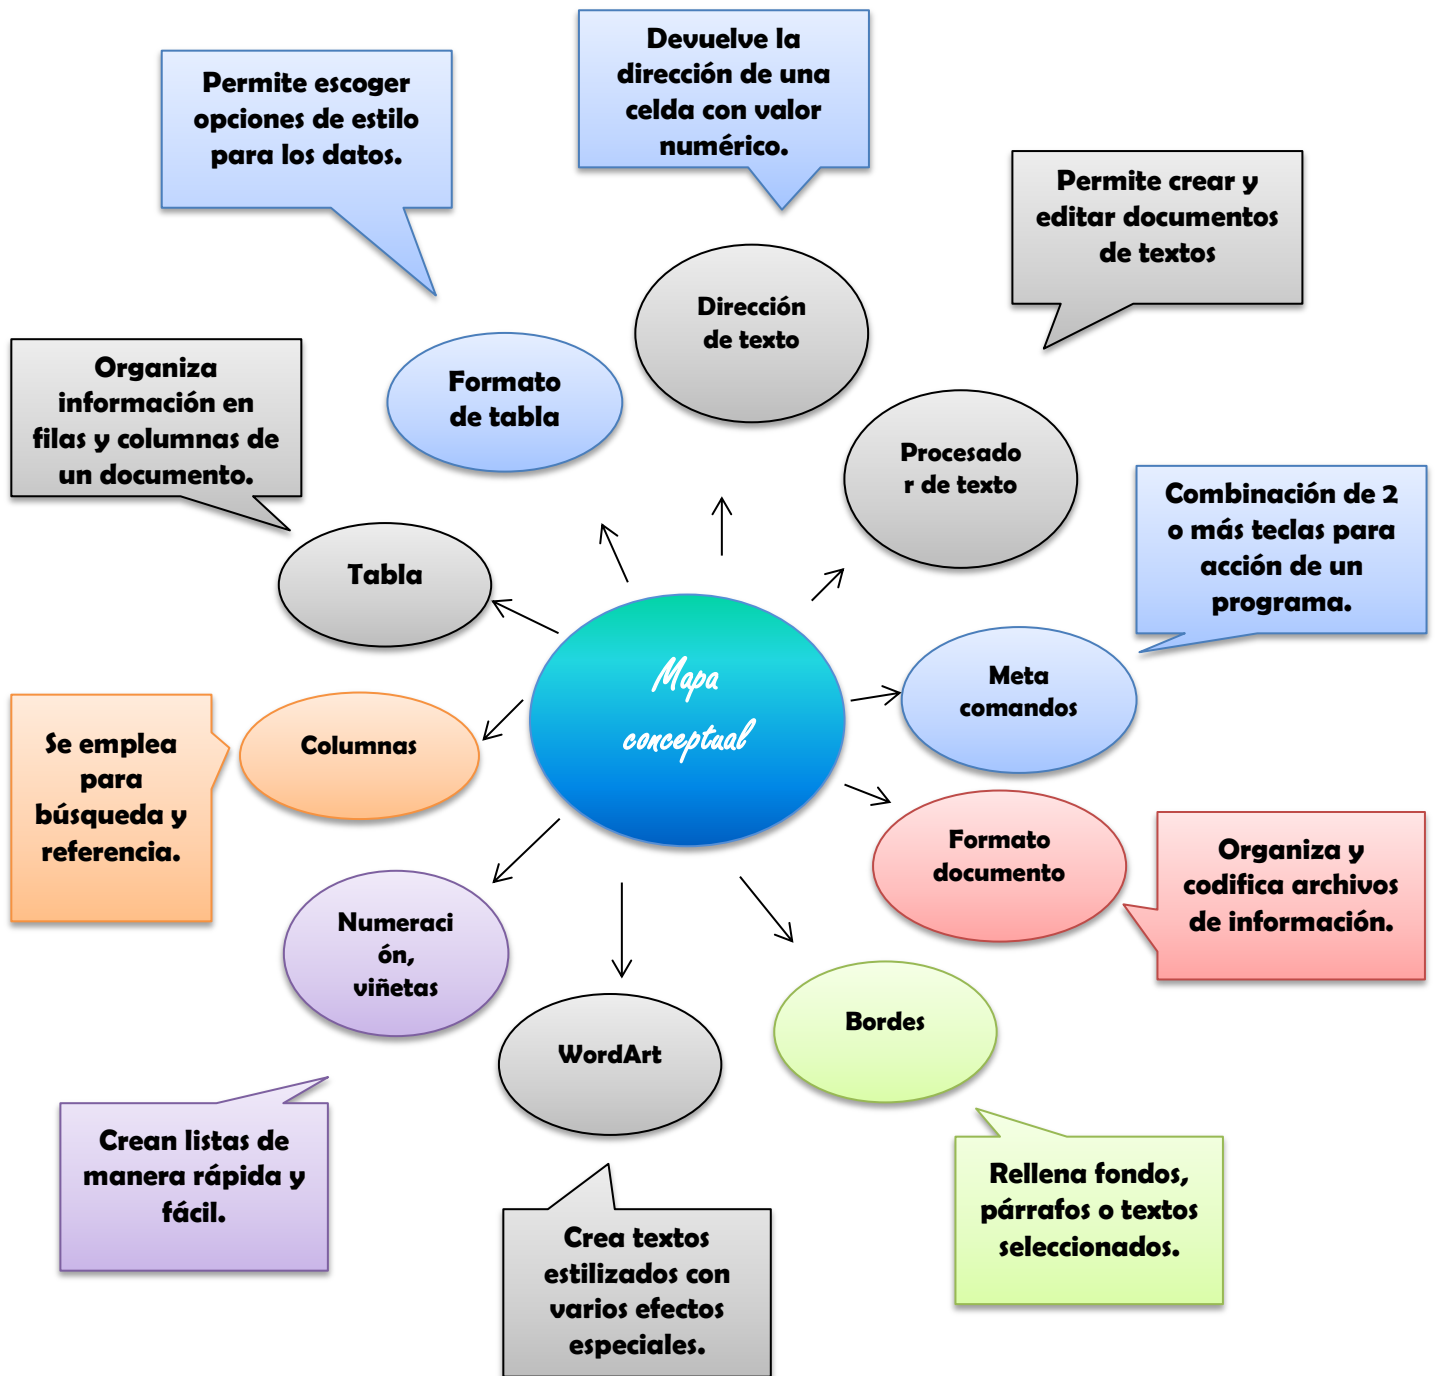 Devuelve la
dirección de una
celda con valor
numérico.
Permite escoger
opciones de estilo
para los datos.
Permite crear y
editar documentos
de textos
Dirección
de texto
Organiza
información en
filas y columnas de
un documento.
Formato
de tabla
Procesado
r de texto
Combinación de 2
o más teclas para
acción de un
programa.
Tabla
Mapa
conceptual
Meta
comandos
Se emplea
para
búsqueda y
referencia.
Columnas
Formato
documento
Organiza y
codifica archivos
de información.
Numeraci
ón,
viñetas
Bordes
WordArt
Crean listas de
manera rápida y
fácil.
Rellena fondos,
párrafos o textos
seleccionados.
Crea textos
estilizados con
varios efectos
especiales.